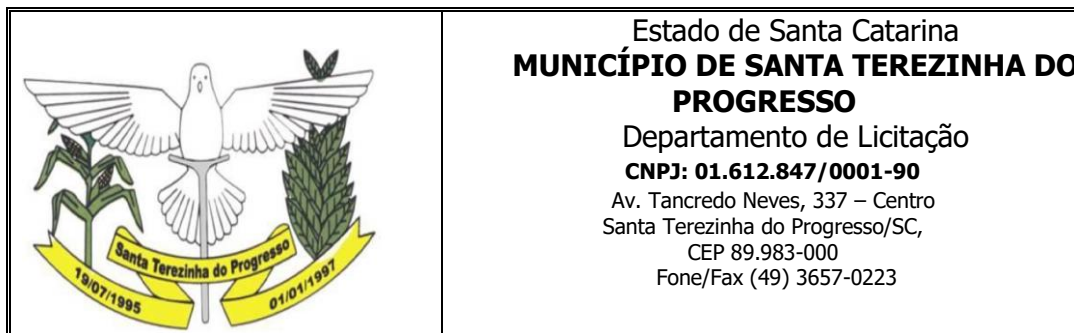 Santa Terezinha do Progresso
19/07/1995
01/01/1997
Estado de Santa Catarina
MUNICÍPIO DE SANTA TEREZINHA DO
PROGRESSO
Departamento de Licitação
CNPJ: 01.612.847/0001-90
Av. Tancredo Neves, 337 – Centro
Santa Terezinha do Progresso/SC,
CEP 89.983-000
Fone/Fax (49) 3657-0223